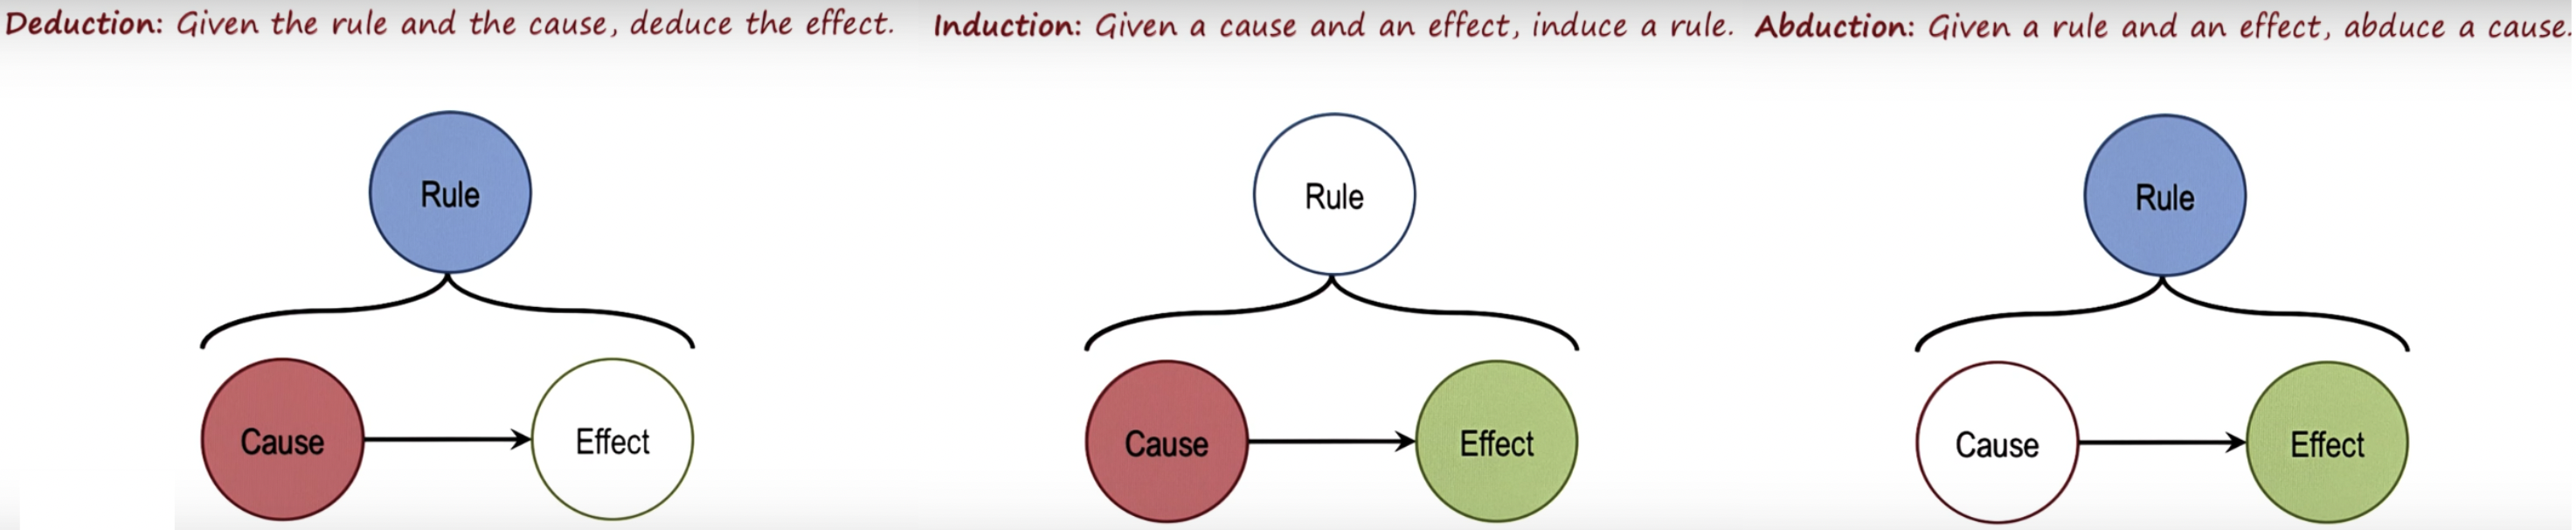 Deduction: Given the rule and the cause, deduce the effect.
Induction: Given a cause and an effect, induce a rule.
Abduction: Given a rule and an effect, abduce a cause.
Rule
Cause
Effect
Rule
Cause
Effect
Rule
Cause
Effect